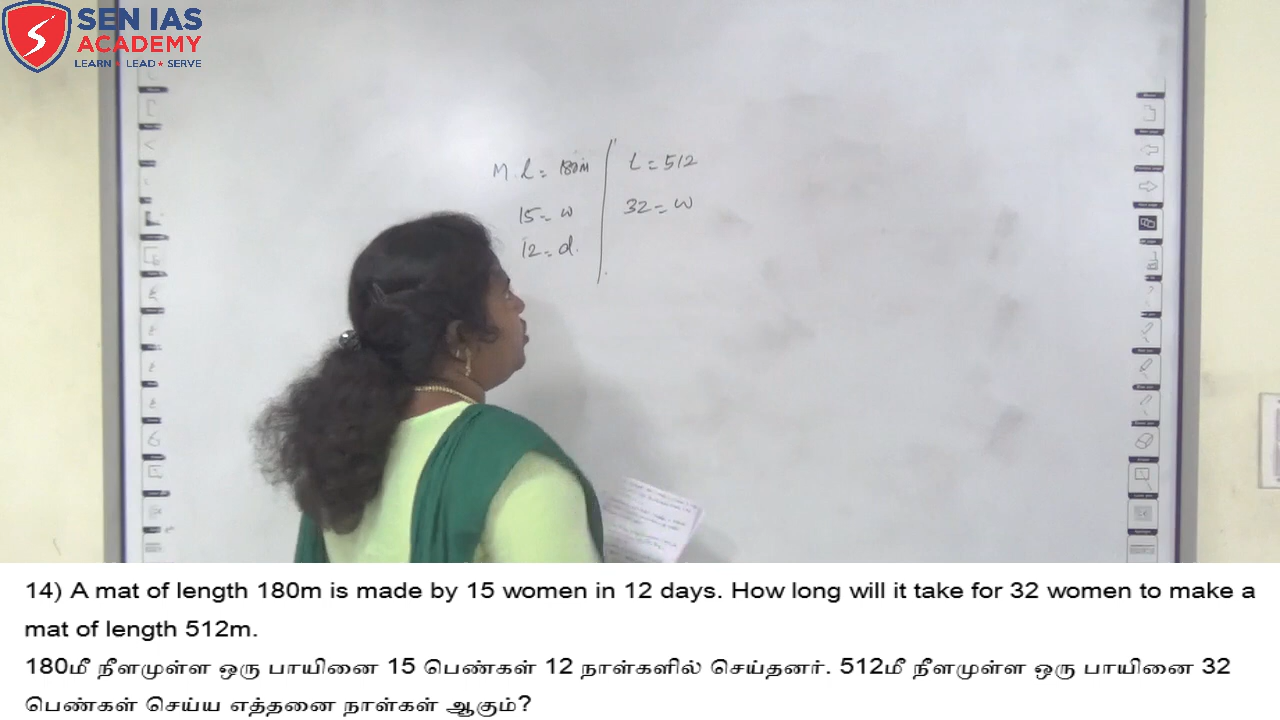 SEN IAS
ACADEMY
LEARN ★ LEAD ★ SERVE
M. L = 180m
L = 512
15 = w
32 = w
12 = d.
14) A mat of length 180m is made by 15 women in 12 days. How long will it take for 32 women to make a
mat of length 512m.
180மீ நீளமுள்ள ஒரு பாயினை 15 பெண்கள் 12 நாள்களில் செய்தனர். 512மீ நீளமுள்ள ஒரு பாயினை 32
பெண்கள் செய்ய எத்தனை நாள்கள் ஆகும்?